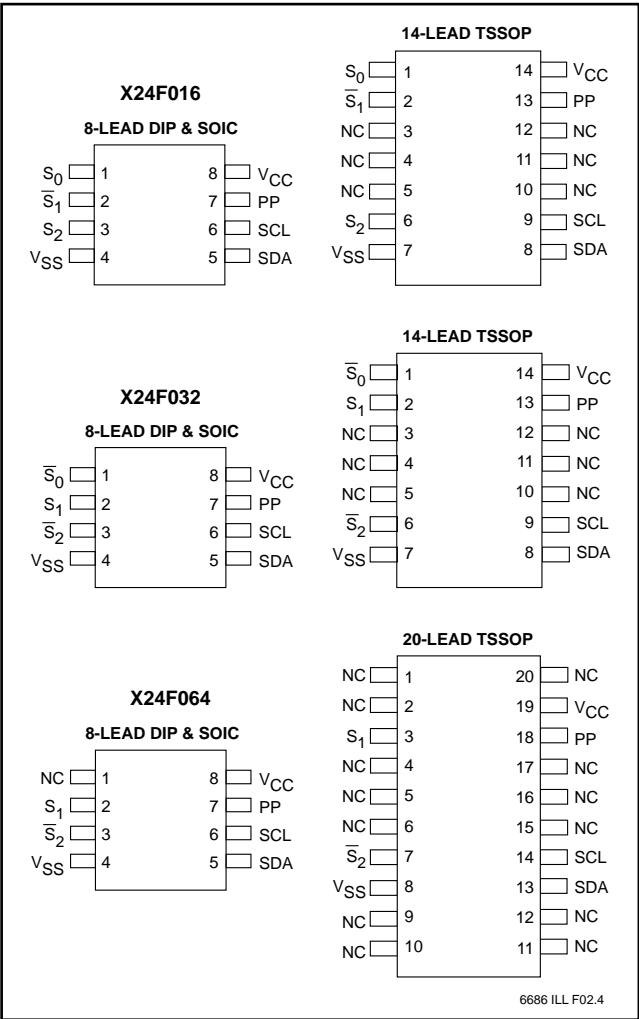 X24F016
8-LEAD DIP & SOIC
S̅0 1 8 VCC
S̅1 2 7 PP
S2 3 6 SCL
VSS 4 5 SDA
14-LEAD TSSOP
S0 1 14 VCC
S̅1 2 13 PP
NC 3 12 NC
NC 4 11 NC
NC 5 10 NC
S2 6 9 SCL
VSS 7 8 SDA
X24F032
8-LEAD DIP & SOIC
S̅0 1 8 VCC
S1 2 7 PP
S̅2 3 6 SCL
VSS 4 5 SDA
14-LEAD TSSOP
S̅0 1 14 VCC
S1 2 13 PP
NC 3 12 NC
NC 4 11 NC
NC 5 10 NC
S̅2 6 9 SCL
VSS 7 8 SDA
X24F064
8-LEAD DIP & SOIC
NC 1 8 VCC
S1 2 7 PP
S̅2 3 6 SCL
VSS 4 5 SDA
20-LEAD TSSOP
NC 1 20 NC
NC 2 19 VCC
S1 3 18 PP
NC 4 17 NC
NC 5 16 NC
NC 6 15 NC
S̅2 7 14 SCL
VSS 8 13 SDA
NC 9 12 NC
NC 10 11 NC
6686 ILL F02.4